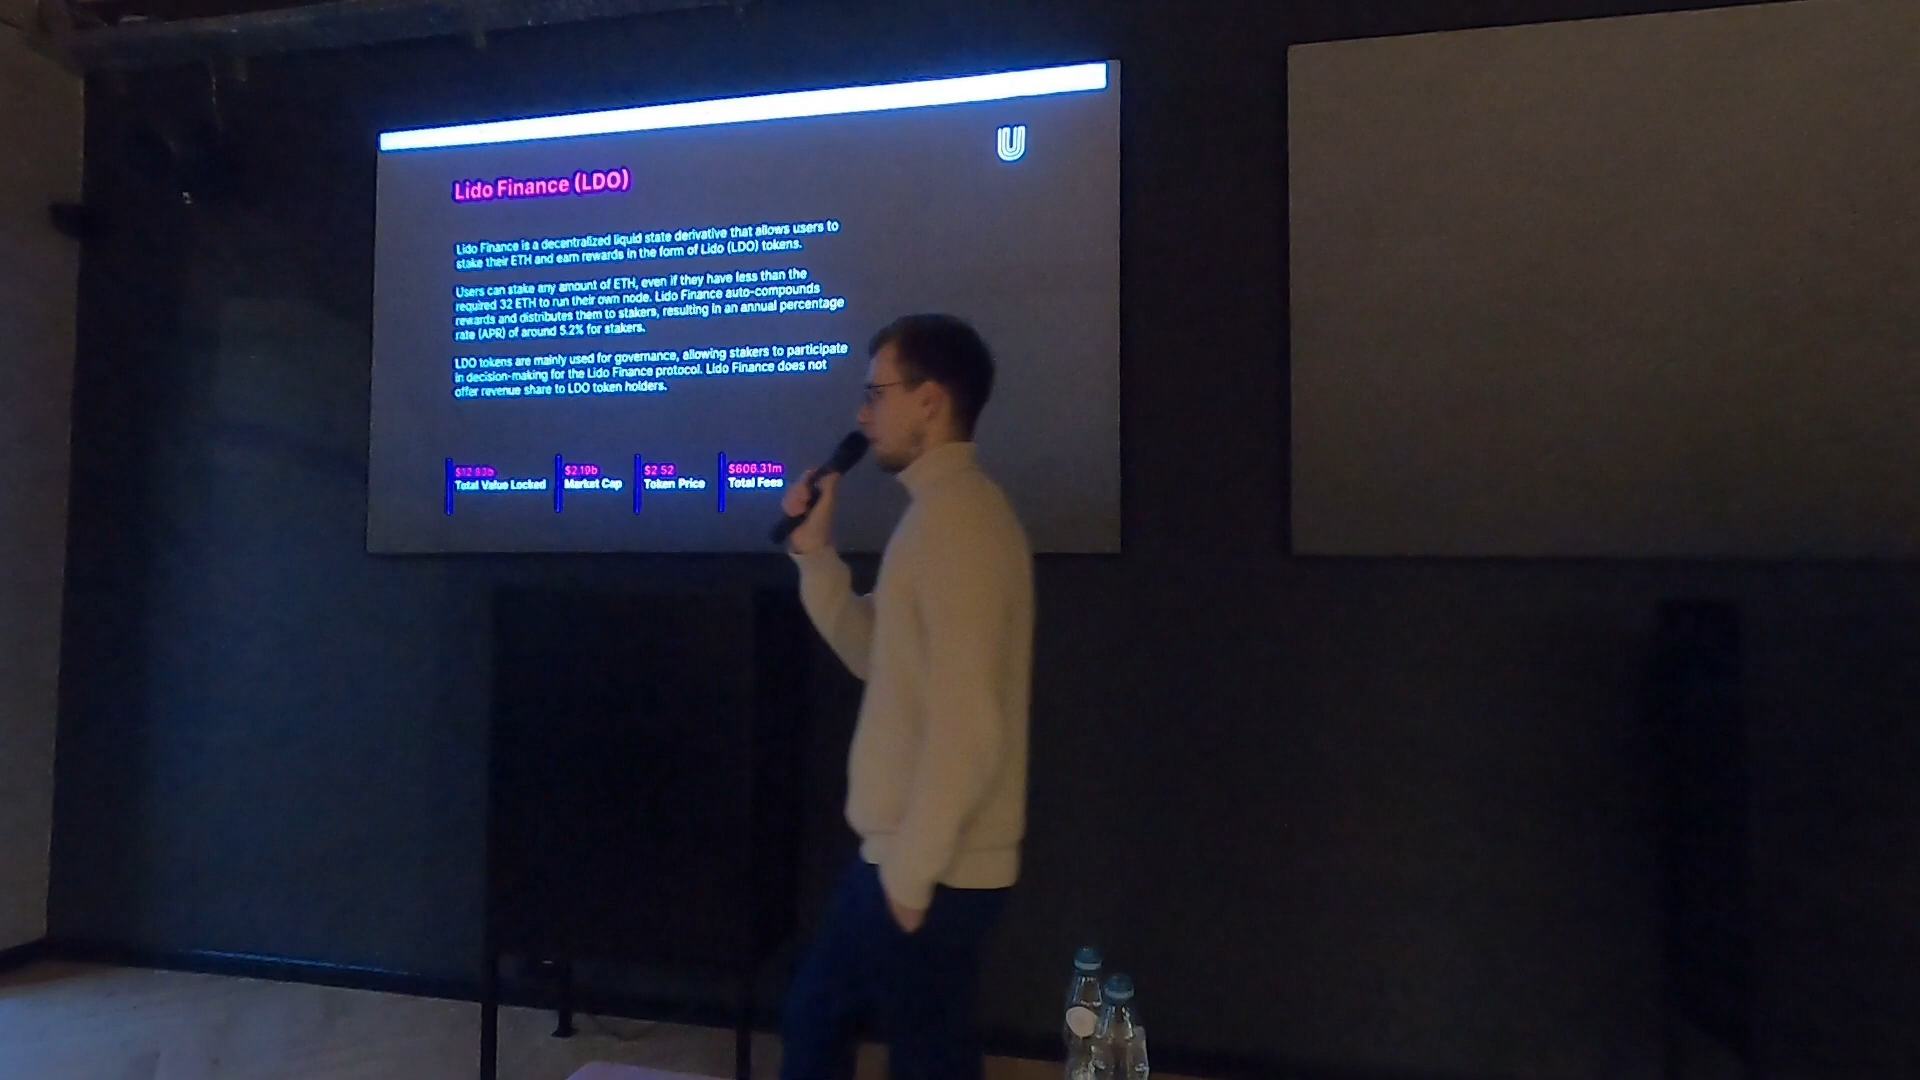 U
Lido Finance (LDO)
Lido Finance is a decentralized liquid state derivative that allows users to
stake their ETH and earn rewards in the form of Lido (LDO) tokens.
Users can stake any amount of ETH, even if they have less than the
required 32 ETH to run their own node. Lido Finance auto-compounds
rewards and distributes them to stakers, resulting in an annual percentage
rate (APR) of around 5.2% for stakers.
LDO tokens are mainly used for governance, allowing stakers to participate
in decision-making for the Lido Finance protocol. Lido Finance does not
offer revenue share to LDO token holders.
$2.19b
$2.52
$606.31m
Total Value Locked
Market Cap
Token Price
Total Fees